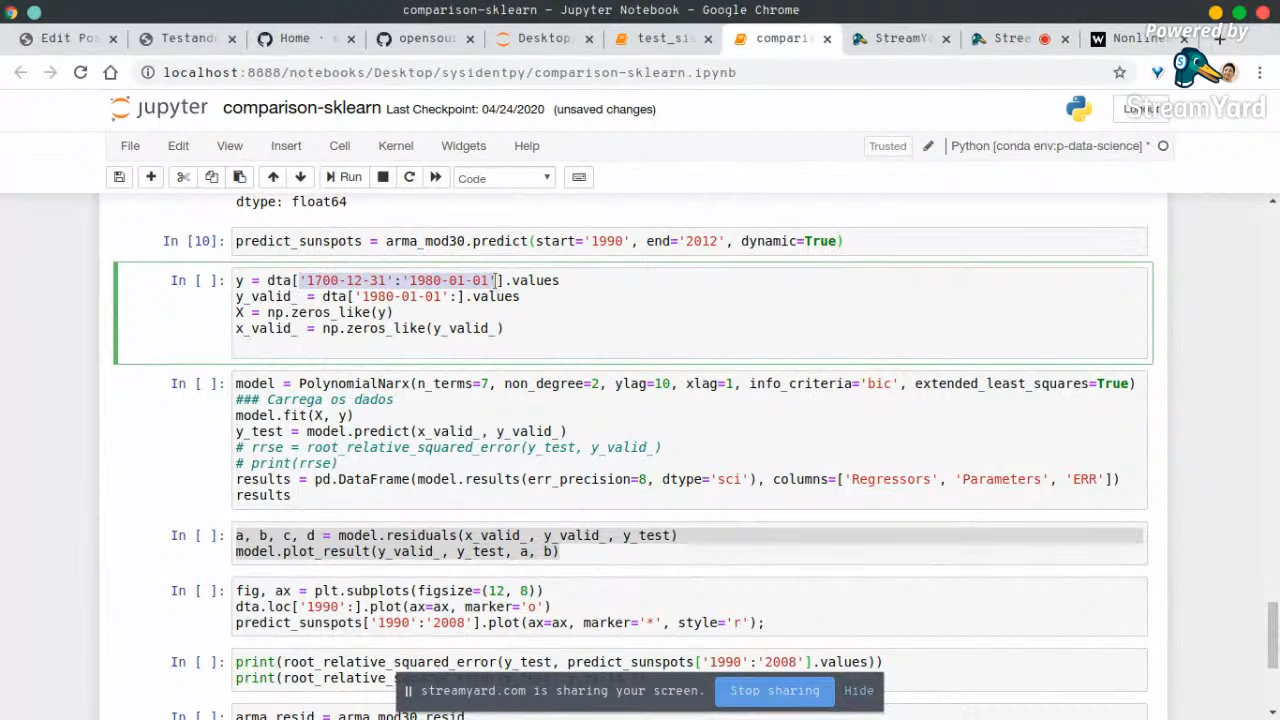 comparison-sklearn – Jupyter Notebook – Google Chrome
Edit Po
Testand
Home -
opensou
Desktop
test_si
compari
StreamY
Stre
Nonlin
Powered by
localhost:8888/notebooks/Desktop/sysidentpy/comparison-sklearn.ipynb
StreamYard
jupyter comparison-sklearn Last Checkpoint: 04/24/2020 (unsaved changes)
File Edit View Insert Cell Kernel Widgets Help
Trusted Python [conda env:p-data-science] *
Run Code
dtype: float64
In [10]: predict_sunspots = arma_mod30.predict(start='1990', end='2012', dynamic=True)
In [ ]: y = dta['1700-12-31':'1980-01-01'].values
y_valid_ = dta['1980-01-01':].values
X = np.zeros_like(y)
x_valid_ = np.zeros_like(y_valid_)
In [ ]: model = PolynomialNarx(n_terms=7, non_degree=2, ylag=10, xlag=1, info_criteria='bic', extended_least_squares=True)
### Carrega os dados
model.fit(X, y)
y_test = model.predict(x_valid_, y_valid_)
# rrse = root_relative_squared_error(y_test, y_valid_)
# print(rrse)
results = pd.DataFrame(model.results(err_precision=8, dtype='sci'), columns=['Regressors', 'Parameters', 'ERR'])
results
In [ ]: a, b, c, d = model.residuals(x_valid_, y_valid_, y_test)
model.plot_result(y_valid_, y_test, a, b)
In [ ]: fig, ax = plt.subplots(figsize=(12, 8))
dta.loc['1990':].plot(ax=ax, marker='o')
predict_sunspots['1990':'2008'].plot(ax=ax, marker='*', style='r');
In [ ]: print(root_relative_squared_error(y_test, predict_sunspots['1990':'2008'].values))
print(root_relative_s
streamyard.com is sharing your screen. Stop sharing Hide
In [ ]: arma_resid = arma_mod30.resid